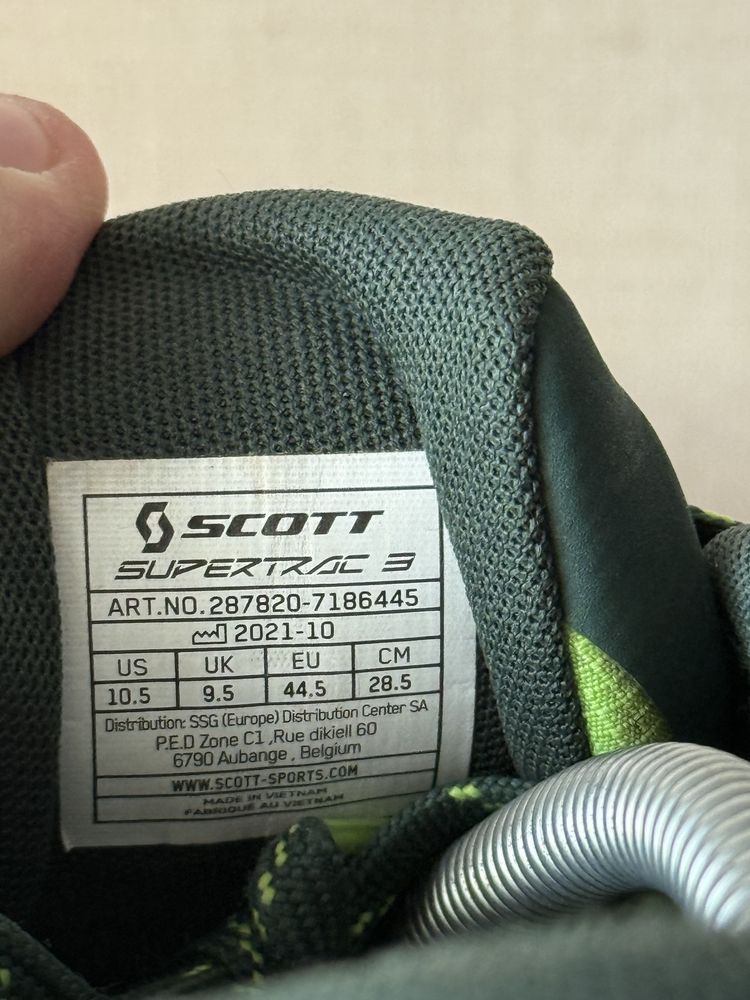 SCOTT
SUPERTRAC 3
ART.NO.287820-7186445
2021-10
US UK EU CM
10.5 9.5 44.5 28.5
Distribution: SSG (Europe) Distribution Center SA
P.E.D Zone C1 ,Rue dikiell 60
6790 Aubange , Belgium
WWW.SCOTT-SPORTS.COM
MADE IN VIETNAM
FABRIQUÉ AU VIETNAM